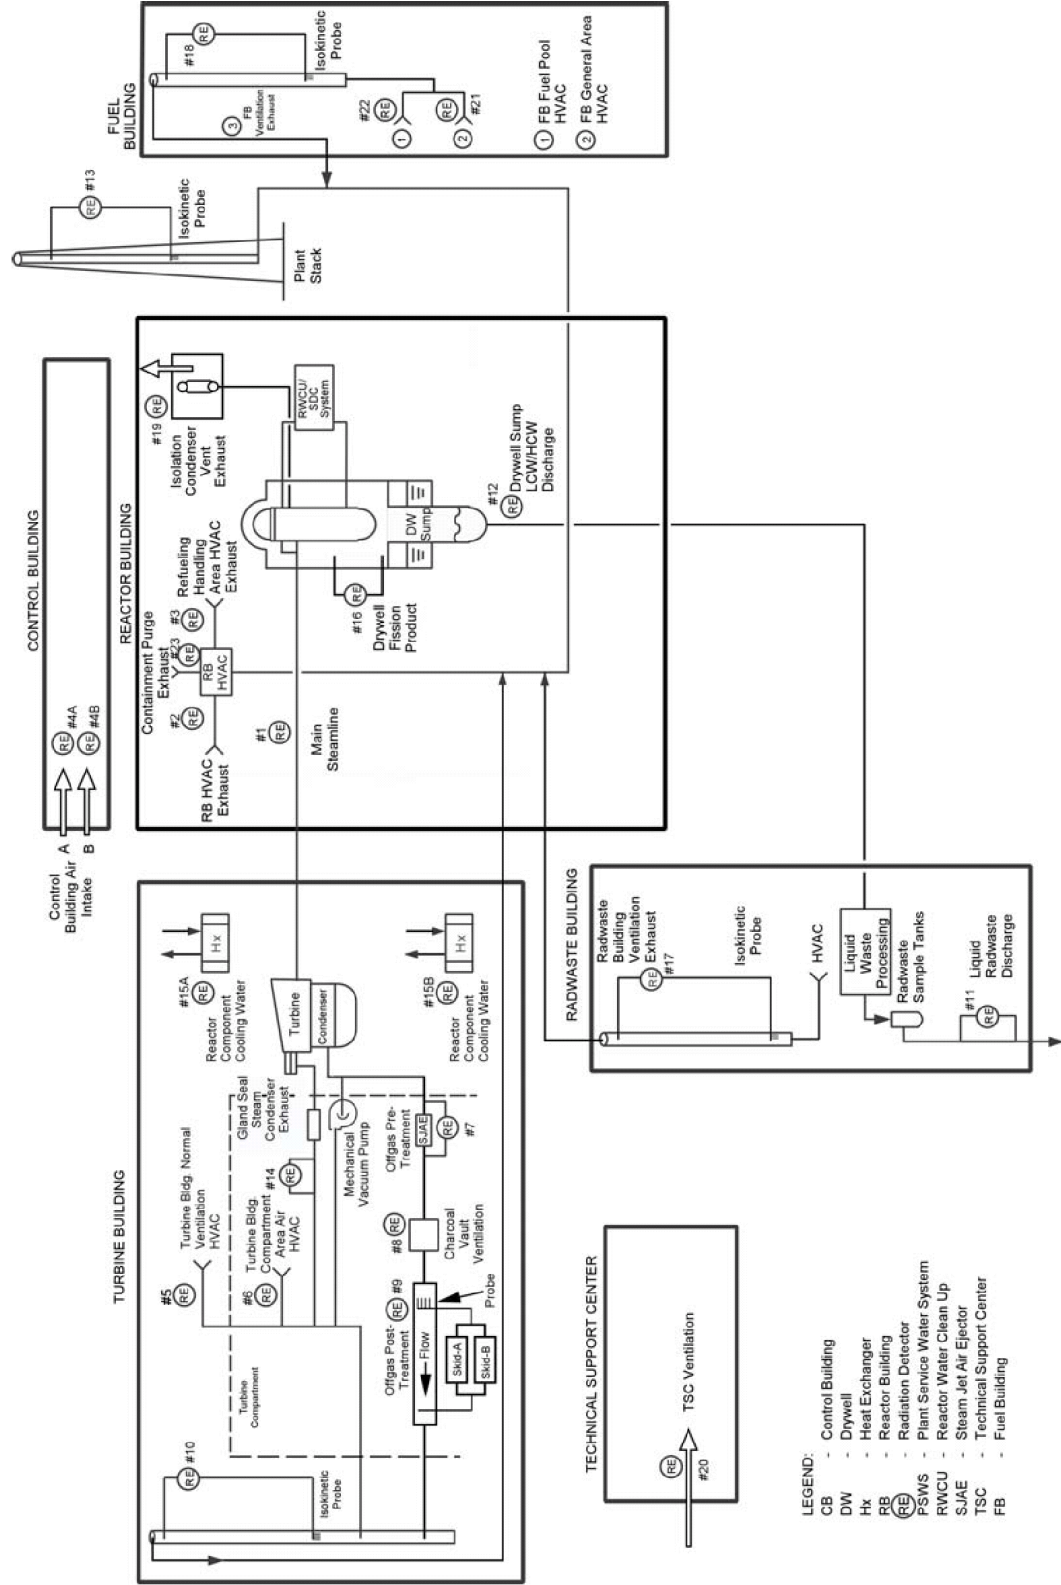 CONTROL BUILDING
Control
Building Air
Intake
A
B
RE
#4A
RE
#4B
REACTOR BUILDING
Containment Purge
Exhaust
#23
RE
#2
RE
#3
RE
RB
HVAC
RB HVAC
Exhaust
Refueling
Handling
Area HVAC
Exhaust
#19
RE
Isolation
Condenser
Vent
Exhaust
RWCU/
SDC
System
#1
RE
Main
Steamline
#16
RE
Drywell
Fission
Product
DW
Sump
#12
RE
Drywell Sump
LCW/HCW
Discharge
RE
#13
Isokinetic
Probe
Plant
Stack
FUEL
BUILDING
#18
RE
Isokinetic
Probe
3
FB
Ventilation
Exhaust
#22
RE
1
RE
#21
2
1
FB Fuel Pool
HVAC
2
FB General Area
HVAC
TURBINE BUILDING
#5
RE
Turbine Bldg. Normal
Ventilation
HVAC
#6
RE
Turbine Bldg.
Compartment
Area Air
HVAC
#14
RE
Gland Seal
Steam
Condenser
Exhaust
Mechanical
Vacuum Pump
#15A
RE
Reactor
Component
Cooling Water
Hx
Turbine
Condenser
#15B
RE
Reactor
Component
Cooling Water
Hx
Offgas Pre-
Treatment
SJAE
RE
#7
#8
RE
Charcoal
Vault
Ventilation
Offgas Post-
Treatment
RE
#9
Flow
Probe
Skid-A
Skid-B
Turbine
Compartment
RE
#10
Isokinetic
Probe
RADWASTE BUILDING
Radwaste
Building
Ventilation
Exhaust
RE
#17
Isokinetic
Probe
HVAC
Liquid
Waste
Processing
Radwaste
Sample Tanks
#11
RE
Liquid
Radwaste
Discharge
TECHNICAL SUPPORT CENTER
RE
#20
TSC Ventilation
LEGEND:
CB - Control Building
DW - Drywell
Hx - Heat Exchanger
RB - Reactor Building
RE - Radiation Detector
PSWS - Plant Service Water System
RWCU - Reactor Water Clean Up
SJAE - Steam Jet Air Ejector
TSC - Technical Support Center
FB - Fuel Building